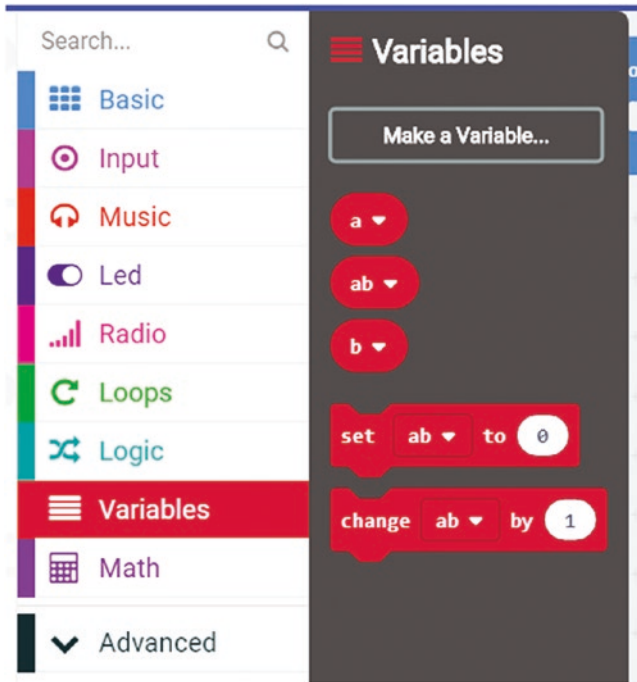 Search...
Basic
Input
Music
Led
Radio
Loops
Logic
Variables
Math
Advanced
Variables
Make a Variable...
a
ab
b
set ab to 0
change ab by 1